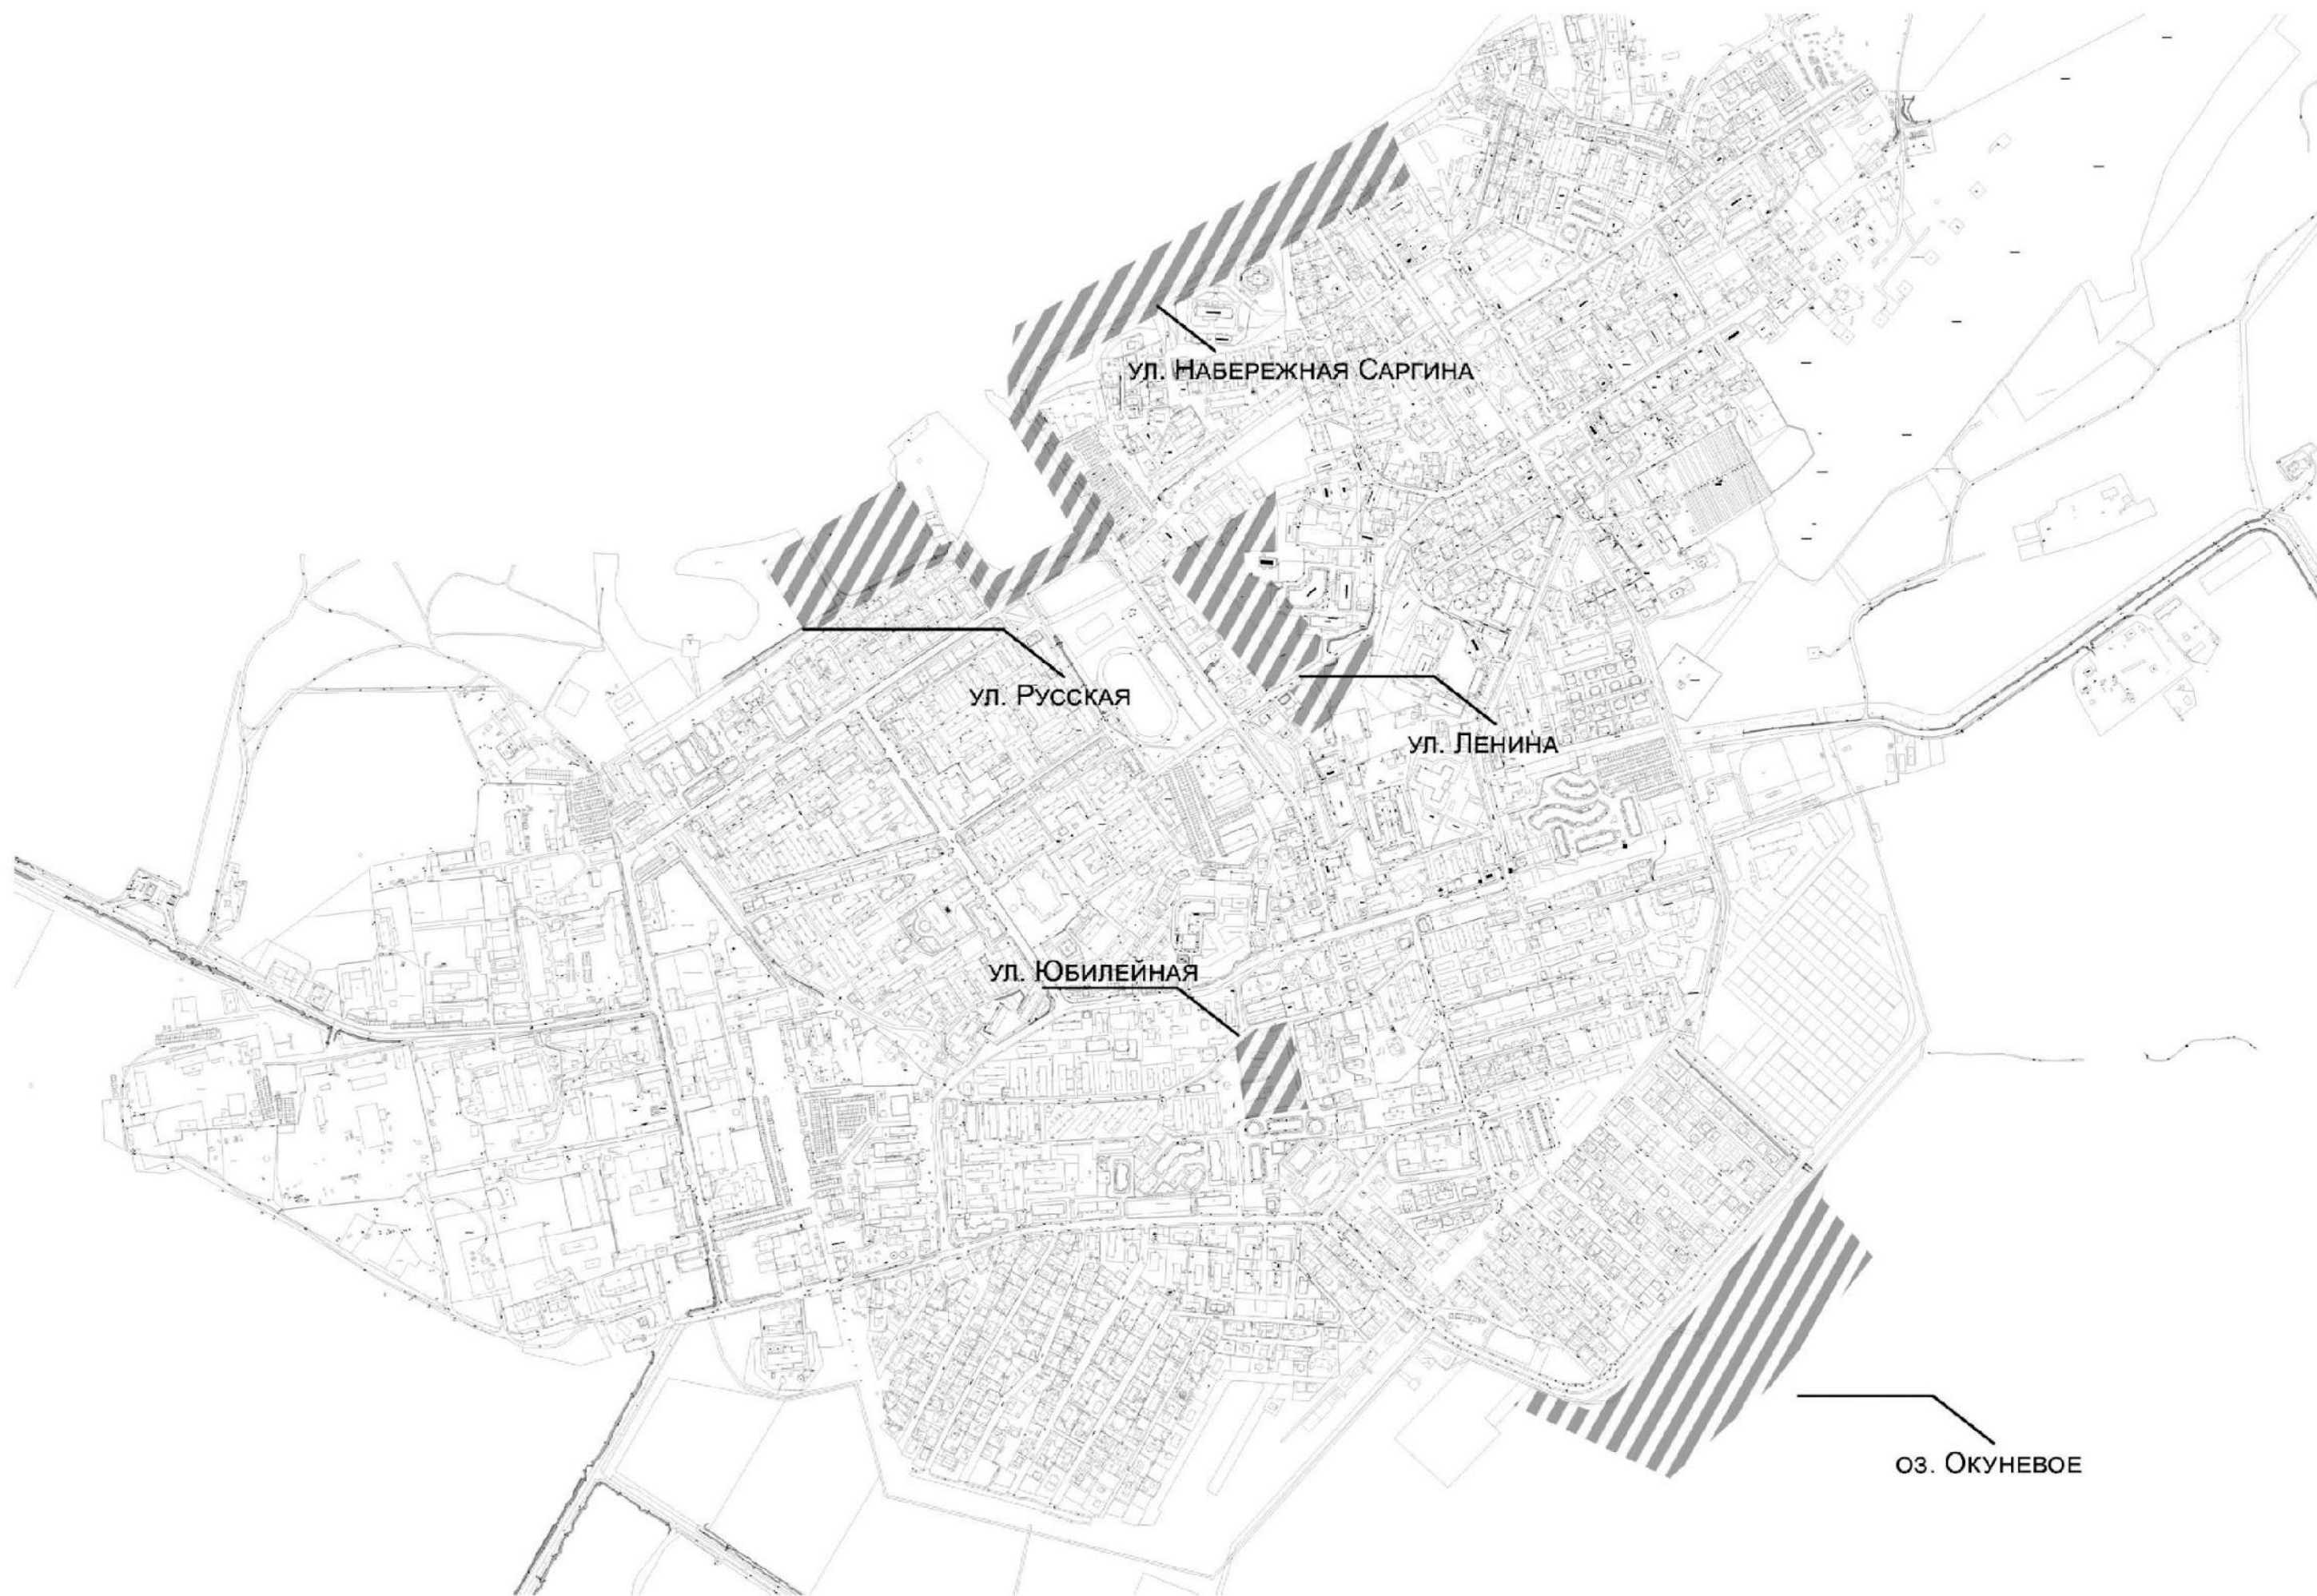 ул. Набережная Саргина
ул. Русская
ул. Ленина
ул. Юбилейная
оз. Окуневое